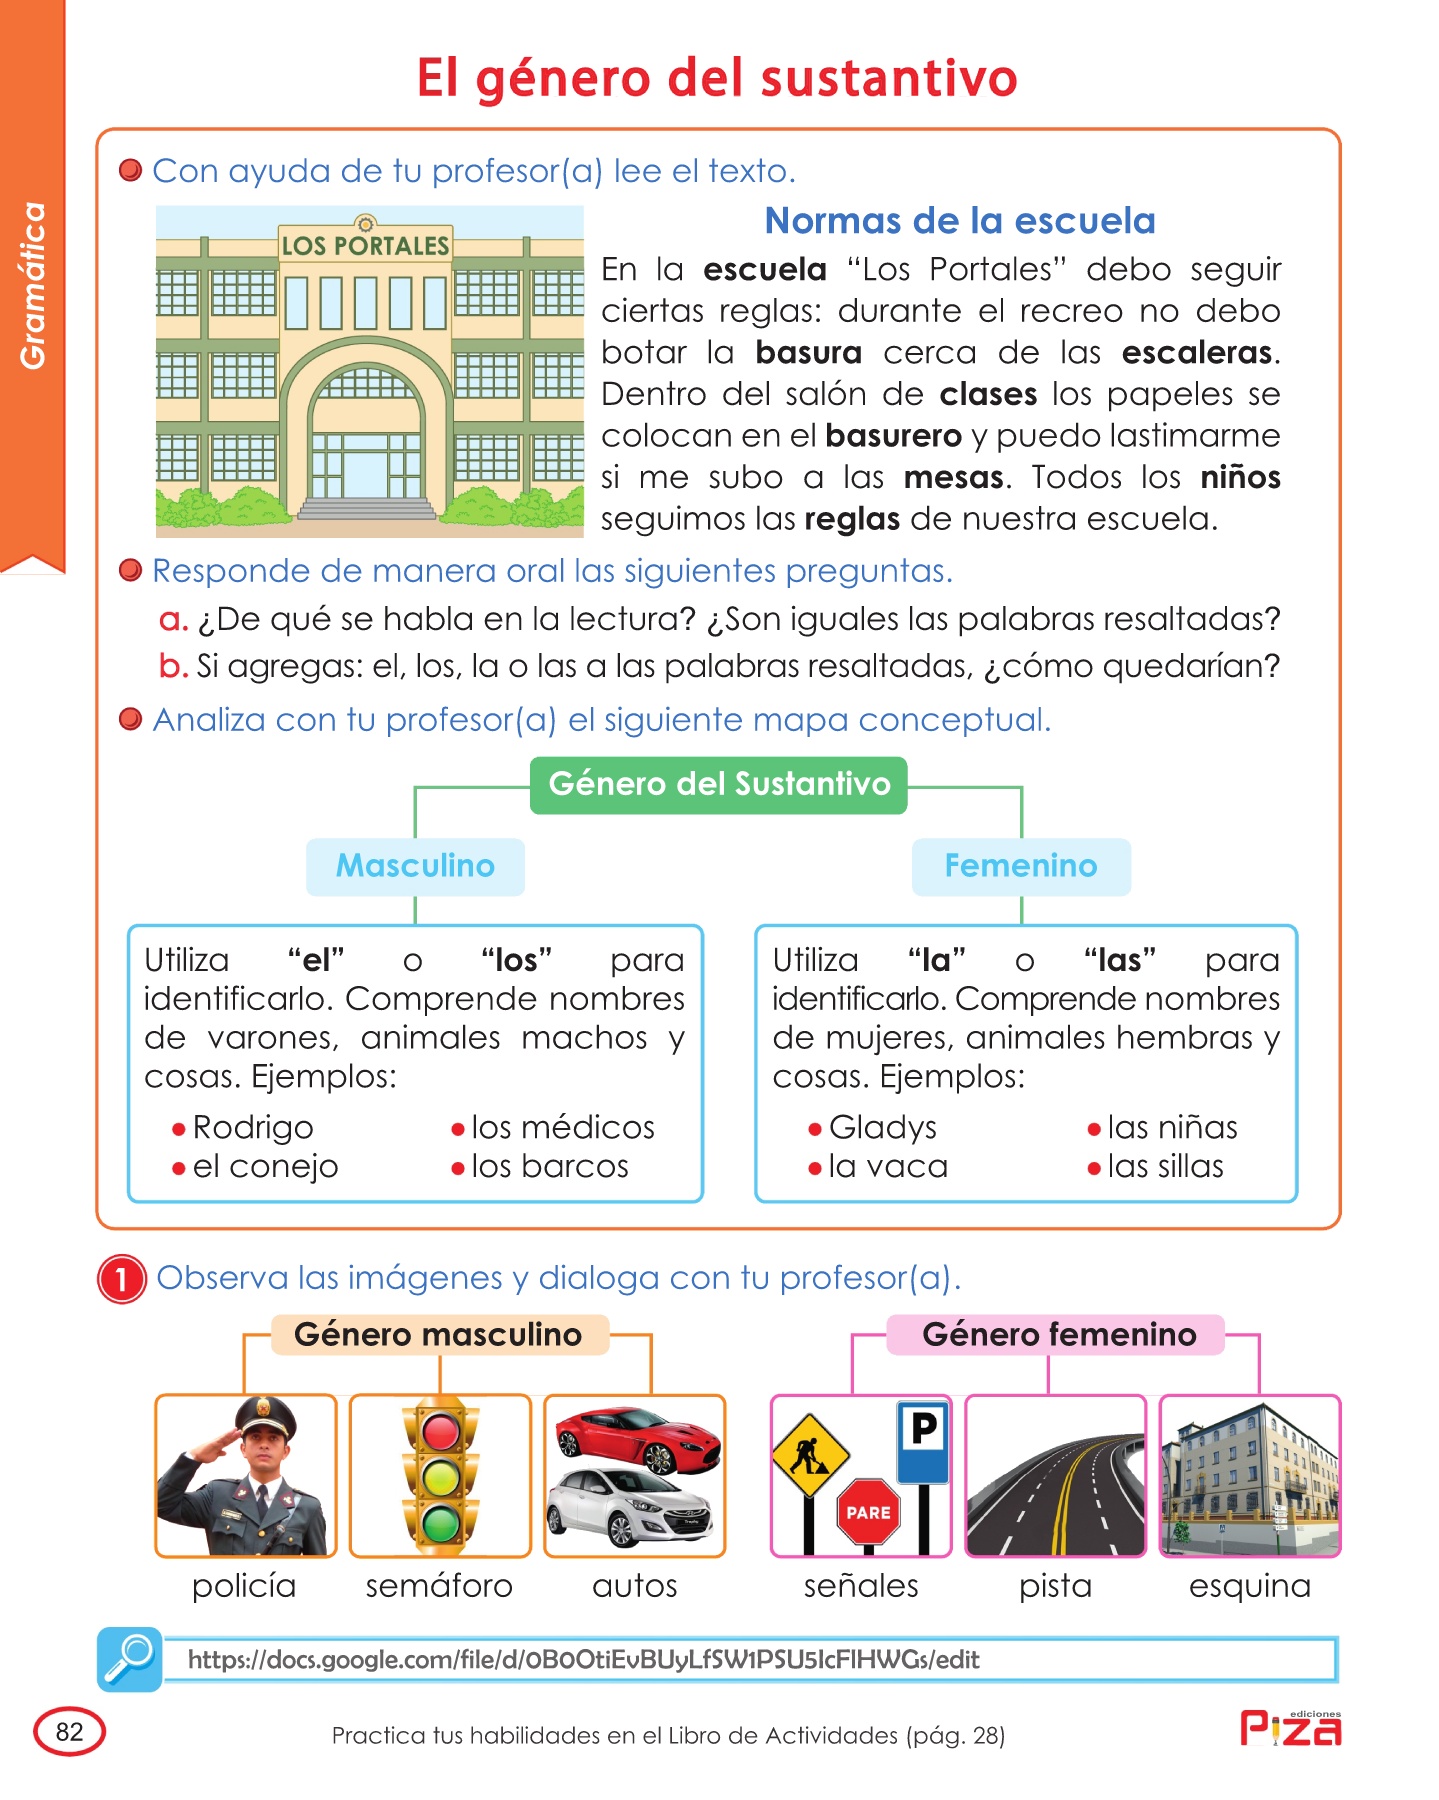 El género del sustantivo
Gramática
Con ayuda de tu profesor(a) lee el texto.
LOS PORTALES
Normas de la escuela
En la escuela “Los Portales” debo seguir
ciertas reglas: durante el recreo no debo
botar la basura cerca de las escaleras.
Dentro del salón de clases los papeles se
colocan en el basurero y puedo lastimarme
si me subo a las mesas. Todos los niños
seguimos las reglas de nuestra escuela.
Responde de manera oral las siguientes preguntas.
a. ¿De qué se habla en la lectura? ¿Son iguales las palabras resaltadas?
b. Si agregas: el, los, la o las a las palabras resaltadas, ¿cómo quedarían?
Analiza con tu profesor(a) el siguiente mapa conceptual.
Género del Sustantivo
Masculino
Utiliza “el” o “los” para
identificarlo. Comprende nombres
de varones, animales machos y
cosas. Ejemplos:
Rodrigo
los médicos
el conejo
los barcos
Femenino
Utiliza “la” o “las” para
identificarlo. Comprende nombres
de mujeres, animales hembras y
cosas. Ejemplos:
Gladys
las niñas
la vaca
las sillas
1 Observa las imágenes y dialoga con tu profesor(a).
Género masculino
policía
semáforo
autos
Género femenino
P
PARE
señales
pista
esquina
https://docs.google.com/file/d/0B0OtiEvBUyLfSW1PSU5IcFlHWGs/edit
82
Practica tus habilidades en el Libro de Actividades (pág. 28)
ediciones
Piza